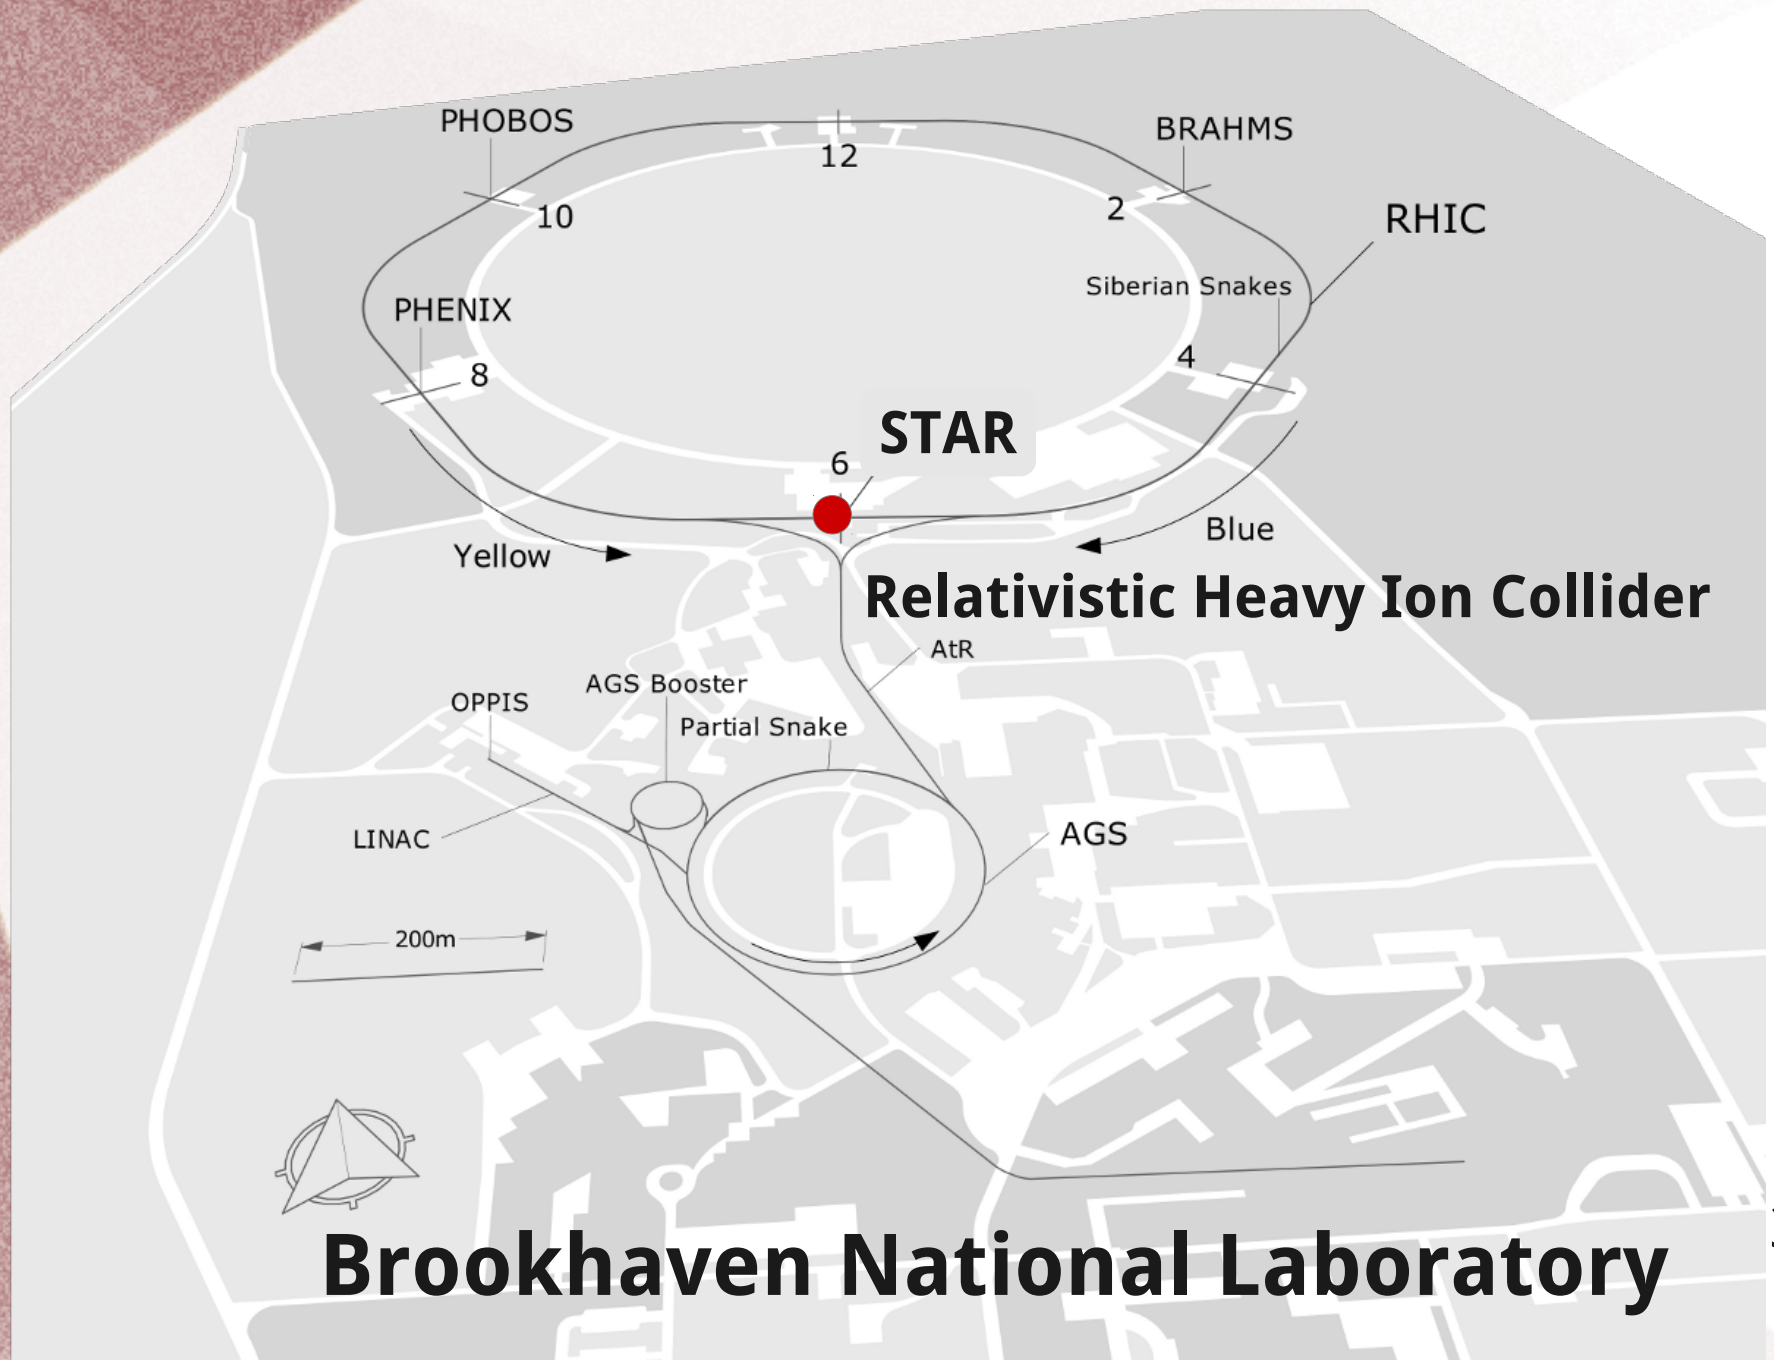 PHOBOS
BRAHMS
12
10
2
RHIC
Siberian Snakes
PHENIX
4
8
STAR
6
Blue
Yellow
Relativistic Heavy Ion Collider
AtR
AGS Booster
OPPIS
Partial Snake
LINAC
AGS
200m
Brookhaven National Laboratory